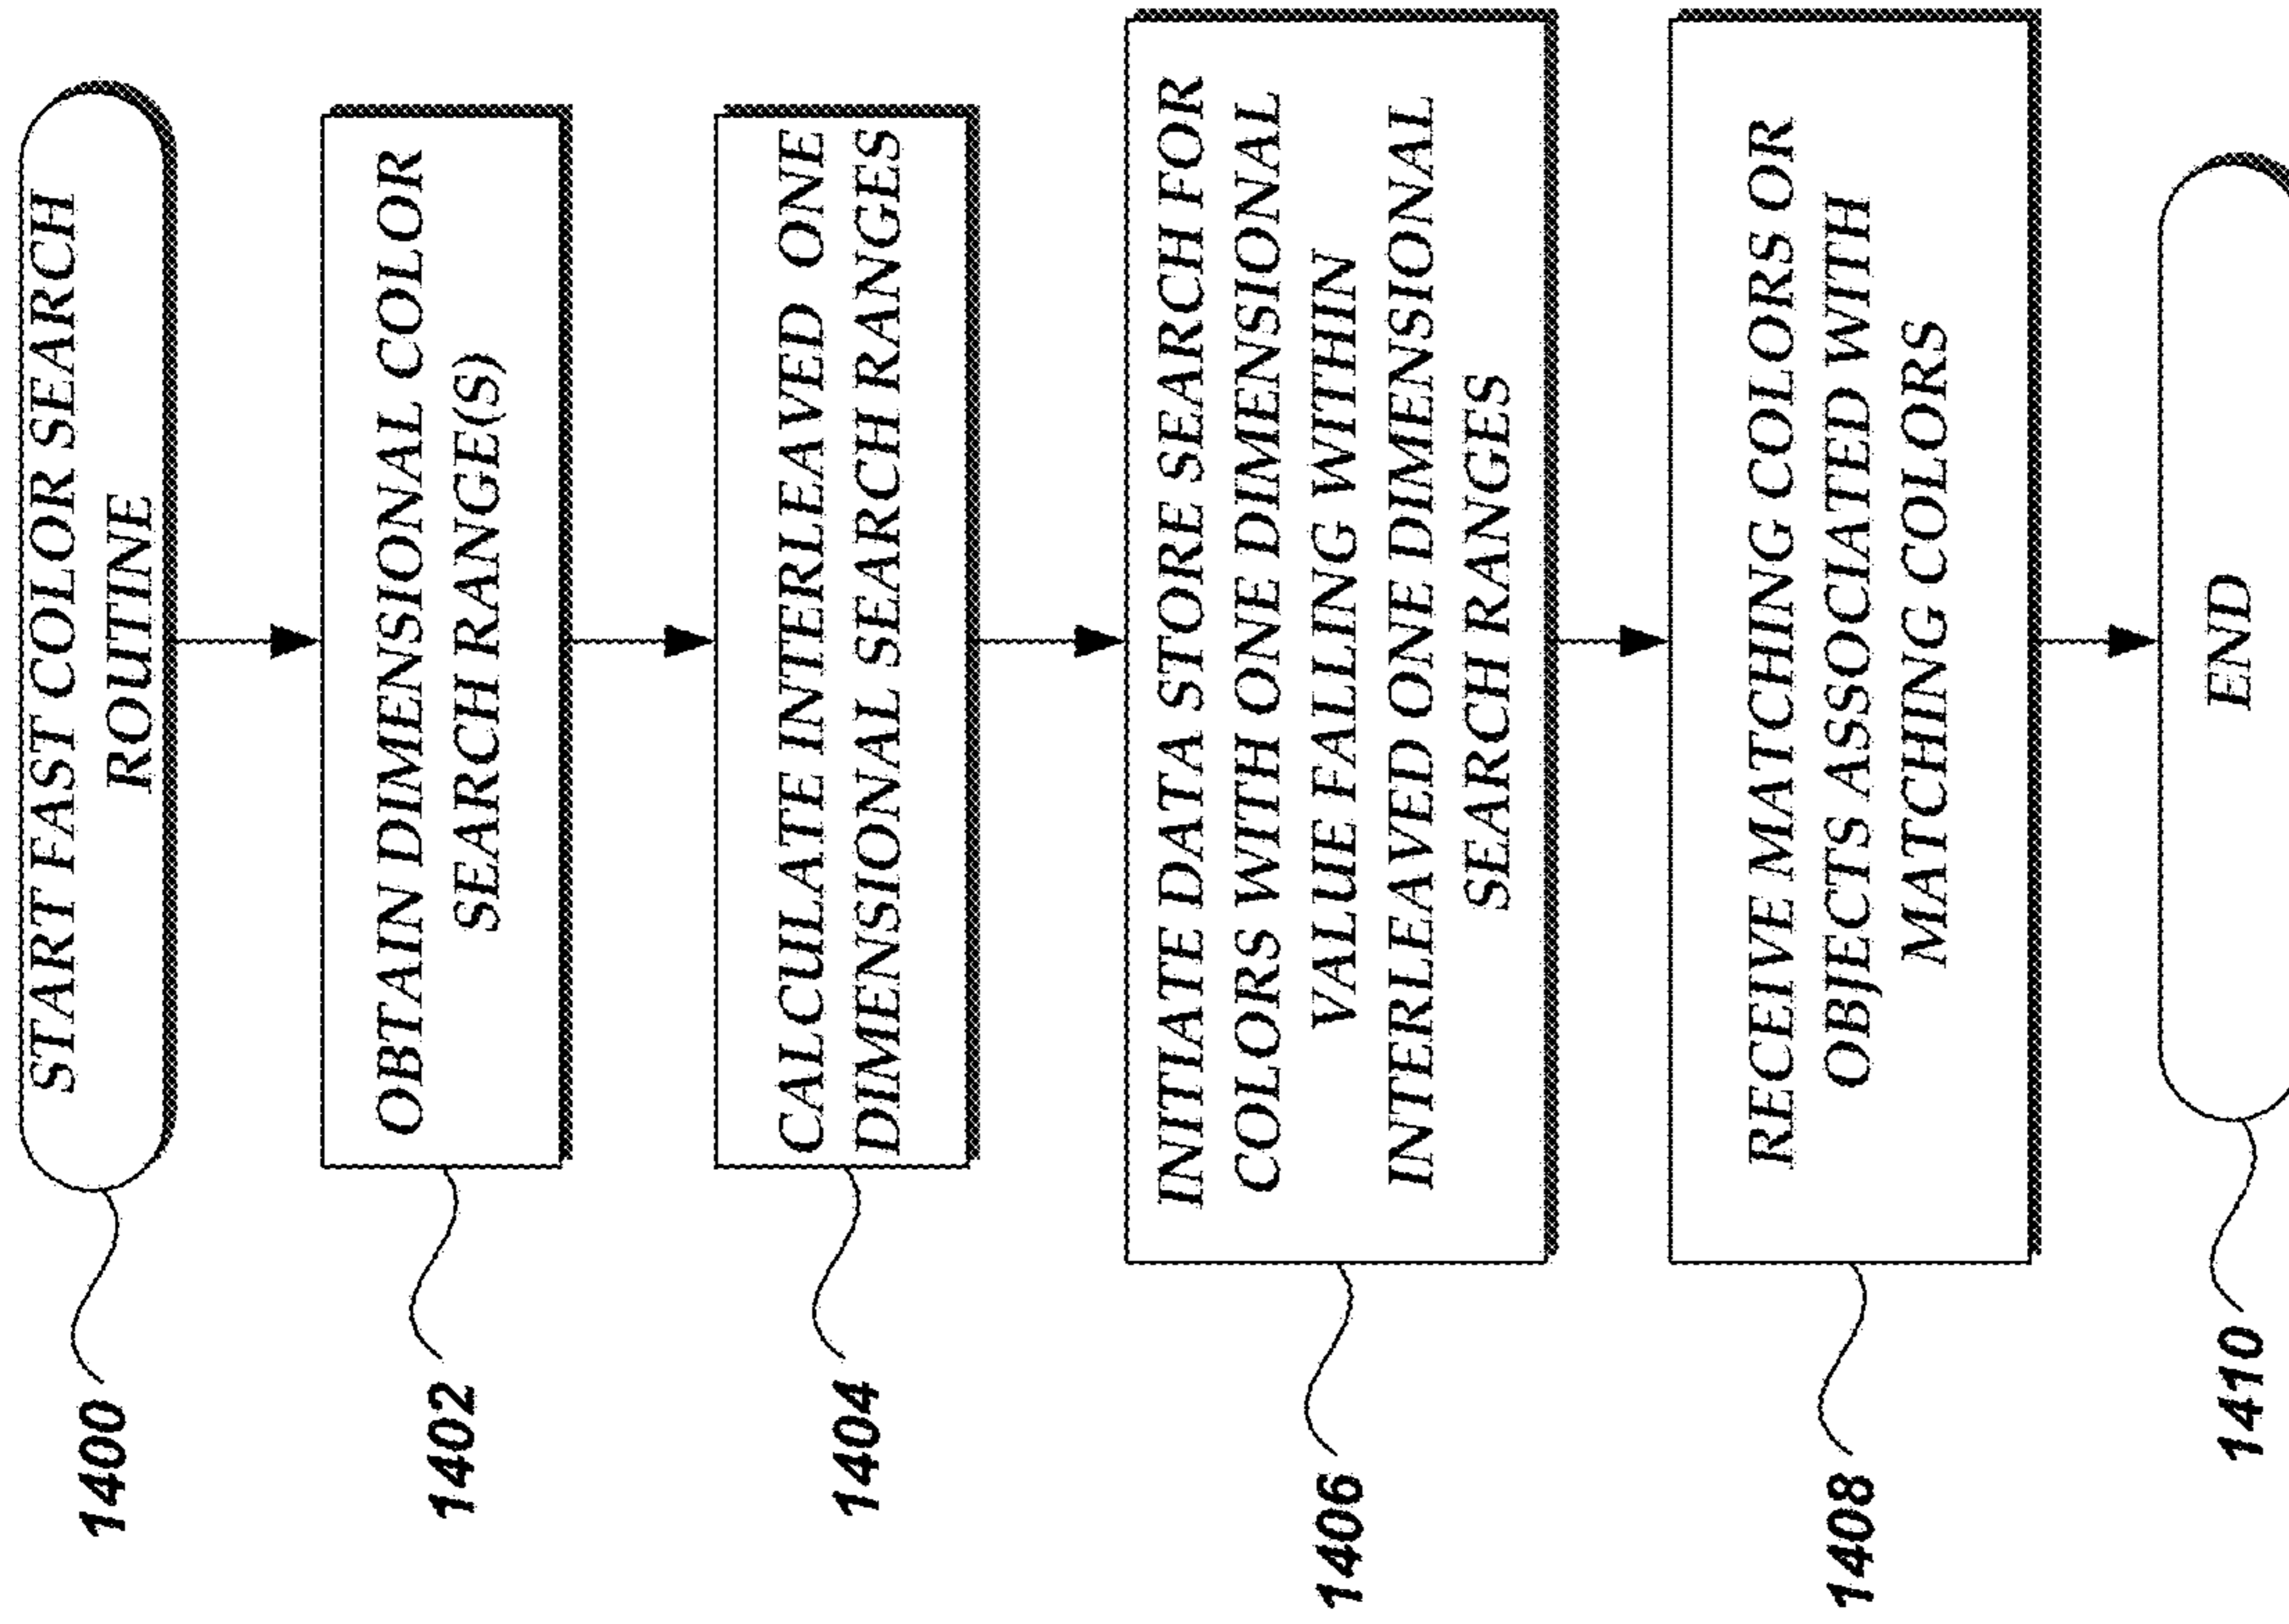 START FAST COLOR SEARCH
ROUTINE
1400
OBTAIN DIMENSIONAL COLOR
SEARCH RANGE(S)
1402
CALCULATE INTERLEAVED ONE
DIMENSIONAL SEARCH RANGES
1404
INITIATE DATA STORE SEARCH FOR
COLORS WITH ONE DIMENSIONAL
VALUE FALLING WITHIN
INTERLEAVED ONE DIMENSIONAL
SEARCH RANGES
1406
RECEIVE MATCHING COLORS OR
OBJECTS ASSOCIATED WITH
MATCHING COLORS
1408
END
1410